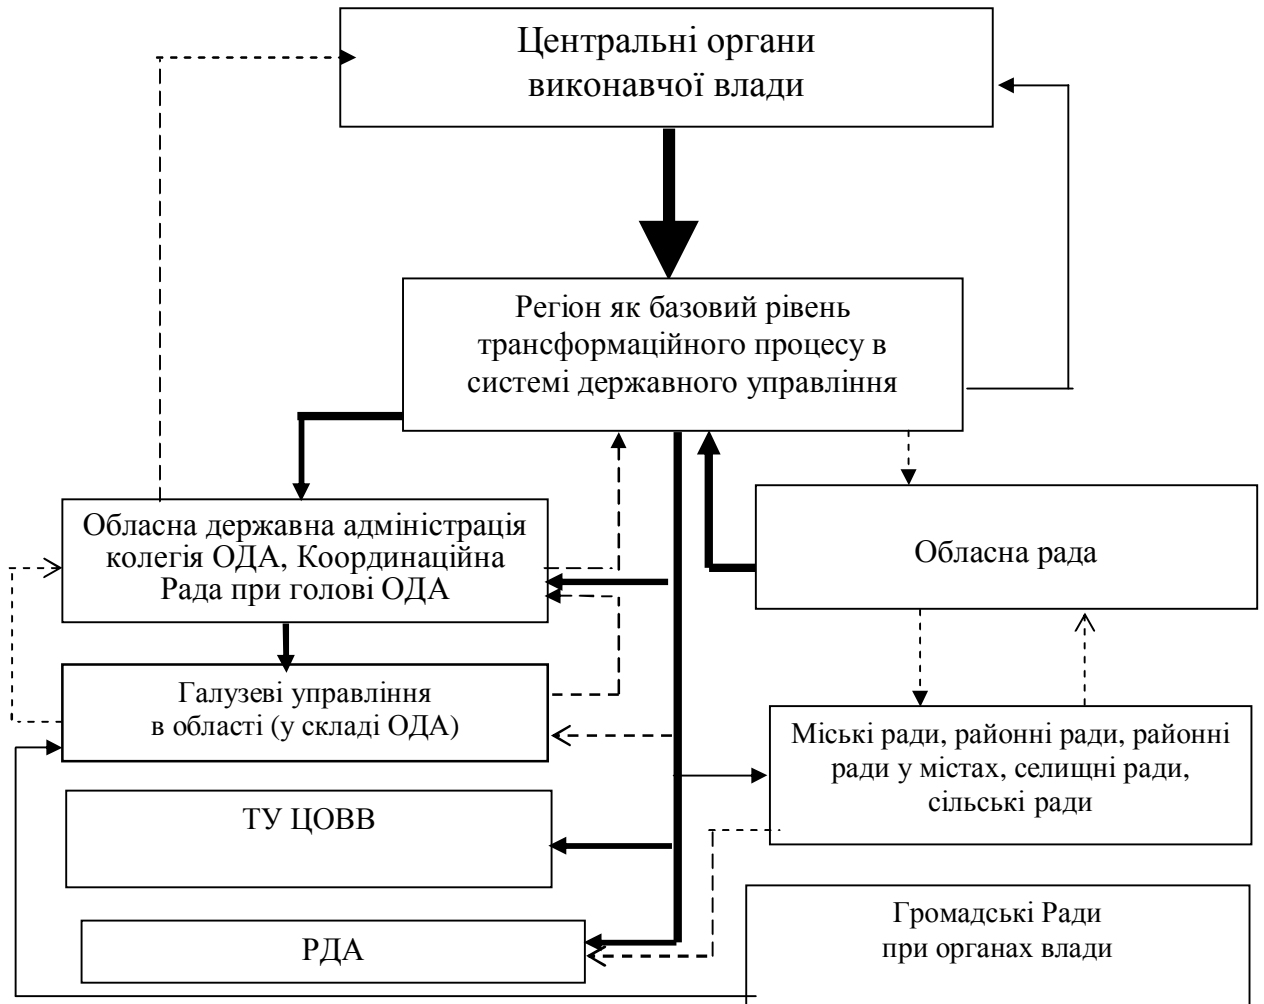 Центральні органи
виконавчої влади
Регіон як базовий рівень
трансформаційного процесу в
системі державного управління
Обласна державна адміністрація
колегія ОДА, Координаційна
Рада при голові ОДА
Обласна рада
Галузеві управління
в області (у складі ОДА)
Міські ради, районні ради, районні
ради у містах, селищні ради,
сільські ради
ТУ ЦОВВ
РДА
Громадські Ради
при органах влади